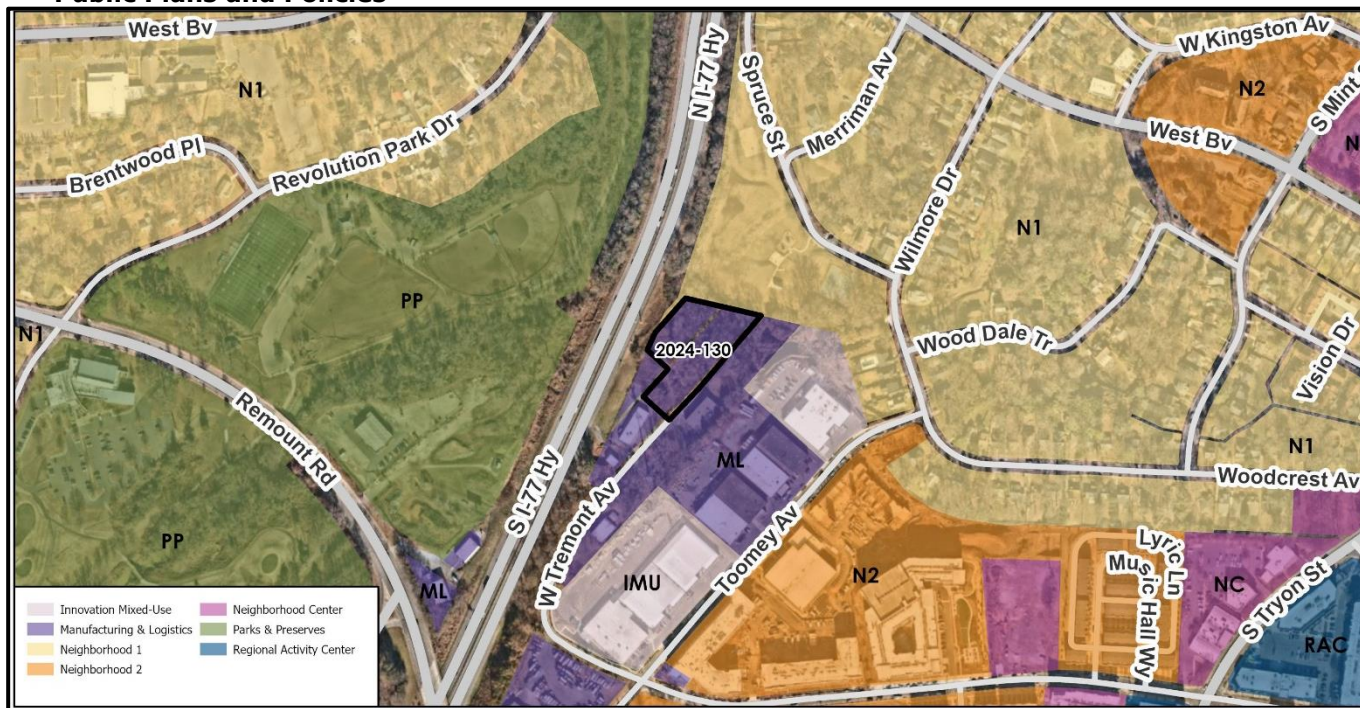 Public Plans and Policies
West Bv
N1
Brentwood Pl
Revolution Park Dr
N I-77 Hy
Spruce St
Merriman Av
W Kingston Av
N2
S Mint
West Bv
N
Wilmore Dr
N1
PP
N1
2024-130
Wood Dale Tr
Vision Dr
Remount Rd
S I-77 Hy
ML
N1
Woodcrest Av
PP
W Tremont Av
Toomey Av
ML
IMU
N2
Lyric Ln
Music Hall Wy
NC
S Tryon St
RAC
Innovation Mixed-Use
Manufacturing & Logistics
Neighborhood 1
Neighborhood 2
Neighborhood Center
Parks & Preserves
Regional Activity Center